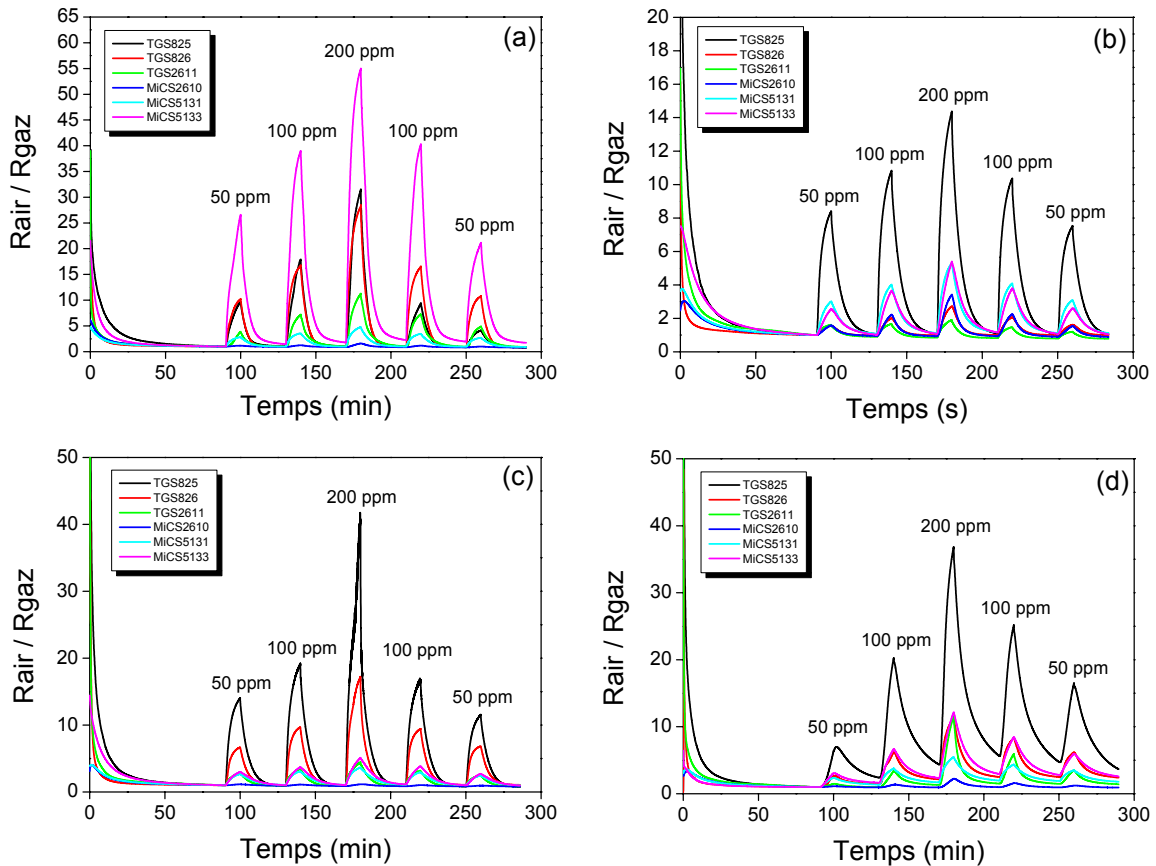 (a)
65
60
55
50
45
40
35
30
25
20
15
10
5
0
Rair / Rgaz
TGS825
TGS826
TGS2611
MiCS2610
MiCS5131
MiCS5133
50 ppm
100 ppm
200 ppm
100 ppm
50 ppm
0 50 100 150 200 250 300
Temps (min)
(b)
20
18
16
14
12
10
8
6
4
2
0
Rair / Rgaz
TGS825
TGS826
TGS2611
MiCS2610
MiCS5131
MiCS5133
50 ppm
100 ppm
200 ppm
100 ppm
50 ppm
0 50 100 150 200 250 300
Temps (s)
(c)
50
40
30
20
10
0
Rair / Rgaz
TGS825
TGS826
TGS2611
MiCS2610
MiCS5131
MiCS5133
50 ppm
100 ppm
200 ppm
100 ppm
50 ppm
0 50 100 150 200 250 300
Temps (min)
(d)
50
40
30
20
10
0
Rair / Rgaz
TGS825
TGS826
TGS2611
MiCS2610
MiCS5131
MiCS5133
50 ppm
100 ppm
200 ppm
100 ppm
50 ppm
0 50 100 150 200 250 300
Temps (min)